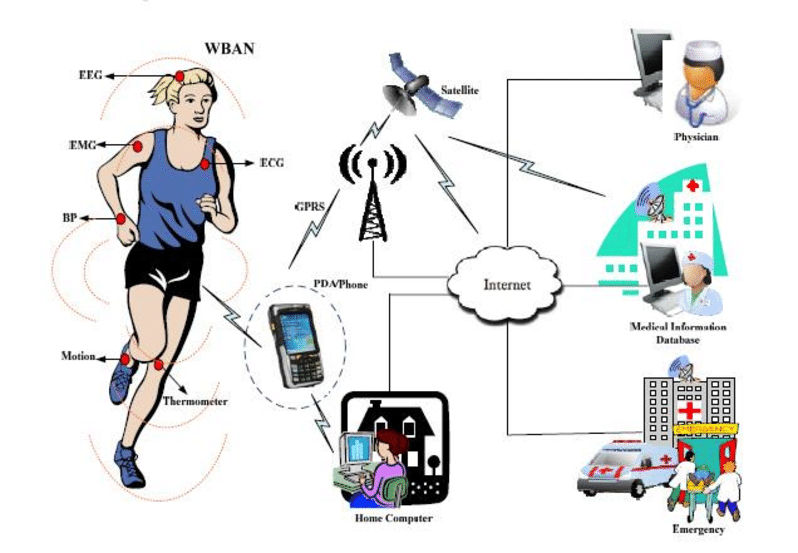 WBAN
EEG
EMG
ECG
BP
Motion
Thermometer
Satellite
GPRS
PDA/Phone
Internet
Home Computer
Physician
Medical Information
Database
EMERGENCY
Emergency